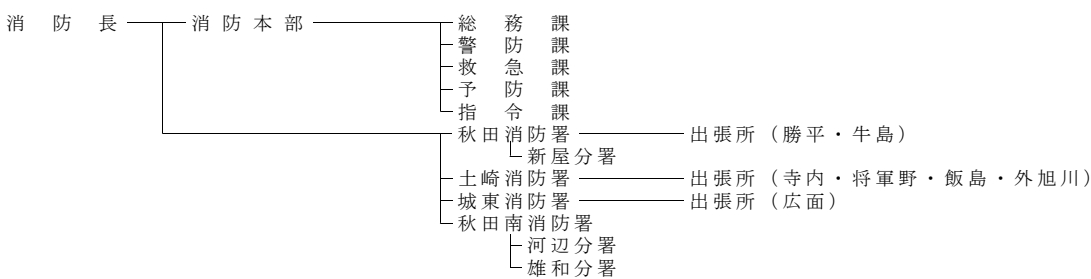 消防長 消防本部 総務課
警防課
救急課
予防課
指令課
秋田消防署 出張所（勝平・牛島）
新屋分署
土崎消防署 出張所（寺内・将軍野・飯島・外旭川）
城東消防署 出張所（広面）
秋田南消防署
河辺分署
雄和分署